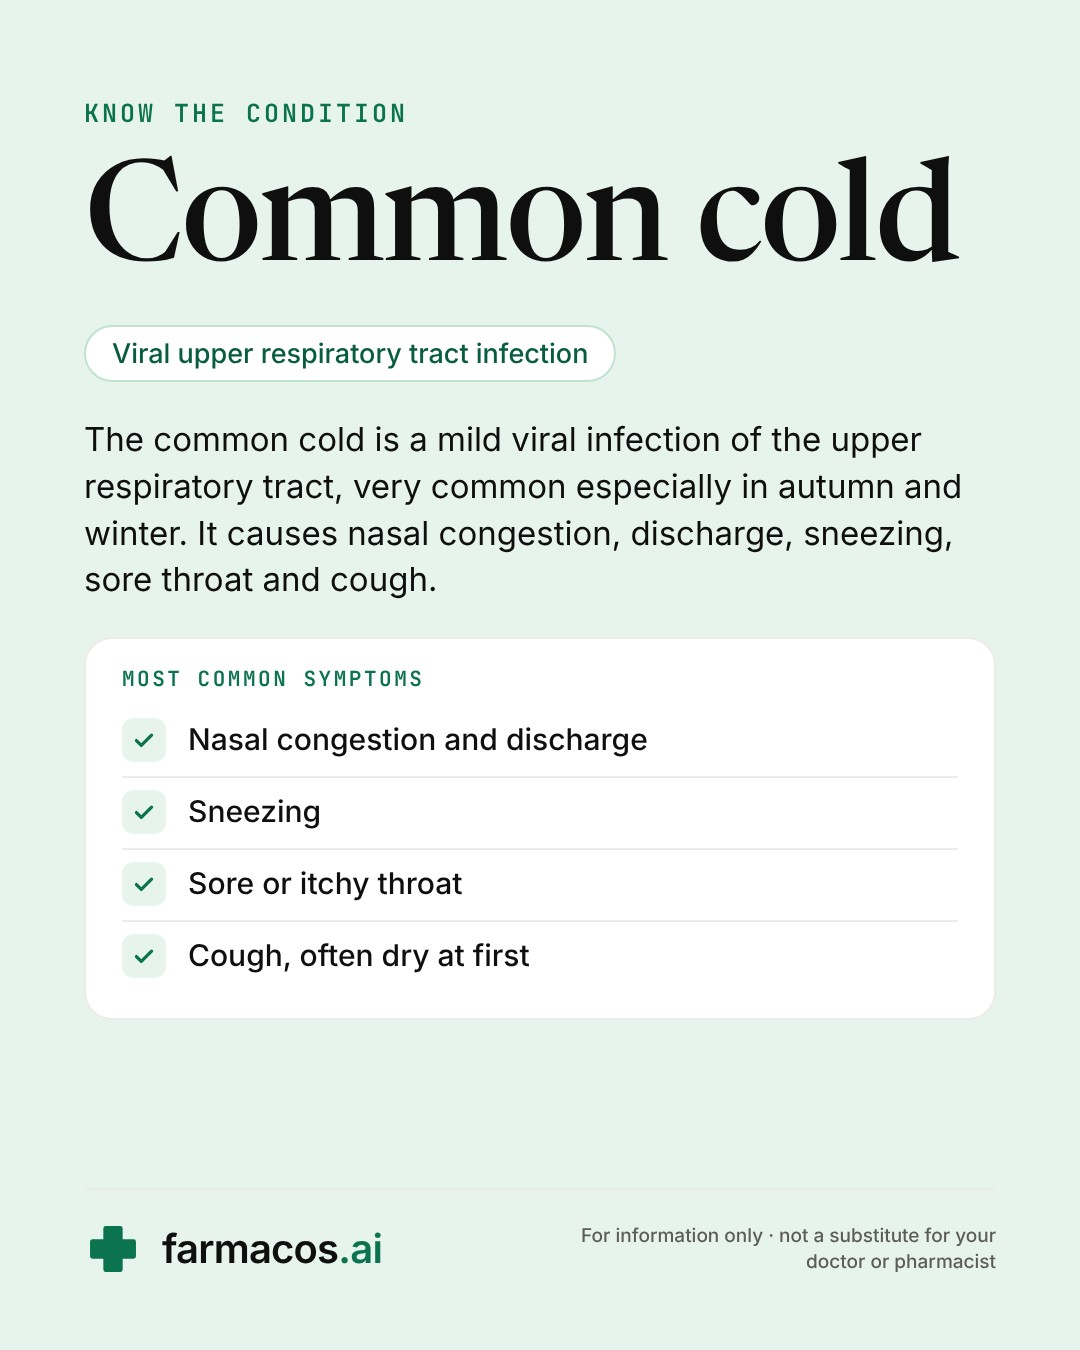 KNOW THE CONDITION
Common cold
Viral upper respiratory tract infection
The common cold is a mild viral infection of the upper
respiratory tract, very common especially in autumn and
winter. It causes nasal congestion, discharge, sneezing,
sore throat and cough.
MOST COMMON SYMPTOMS
Nasal congestion and discharge
Sneezing
Sore or itchy throat
Cough, often dry at first
farmacos.ai
For information only · not a substitute for your
doctor or pharmacist